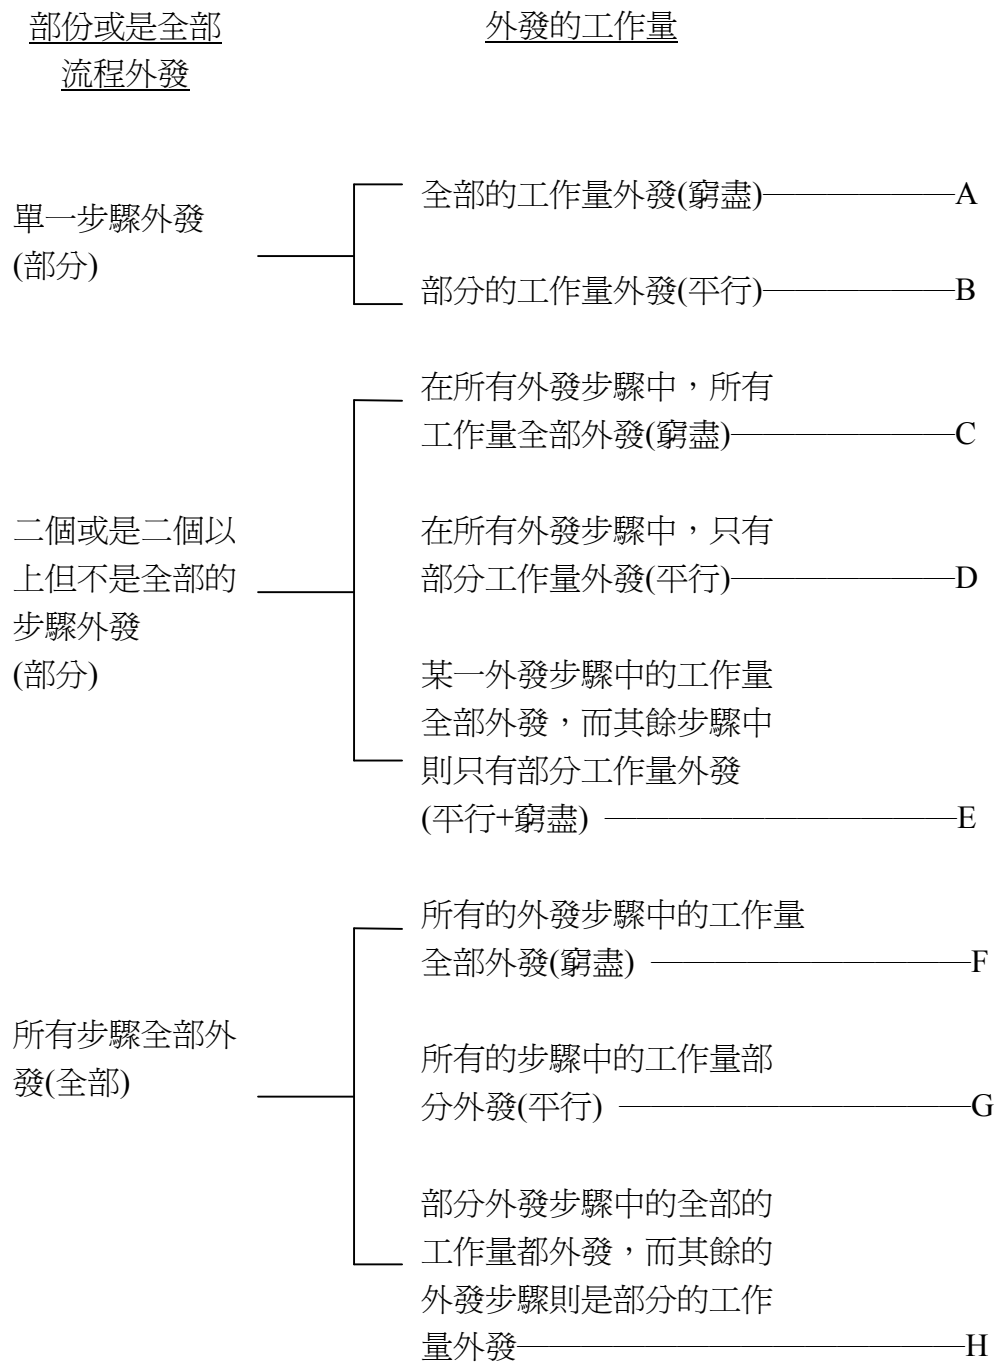 部份或是全部
流程外發
外發的工作量
單一步驟外發
(部分)
全部的工作量外發(窮盡)——————A
部分的工作量外發(平行)——————B
二個或是二個以
上但不是全部的
步驟外發
(部分)
在所有外發步驟中，所有
工作量全部外發(窮盡)———————C
在所有外發步驟中，只有
部分工作量外發(平行)———————D
某一外發步驟中的工作量
全部外發，而其餘步驟中
則只有部分工作量外發
(平行+窮盡) ———————————E
所有步驟全部外
發(全部)
所有的外發步驟中的工作量
全部外發(窮盡) ——————————F
所有的步驟中的工作量部
分外發(平行) ———————————G
部分外發步驟中的全部的
工作量都外發，而其餘的
外發步驟則是部分的工作
量外發——————————————H